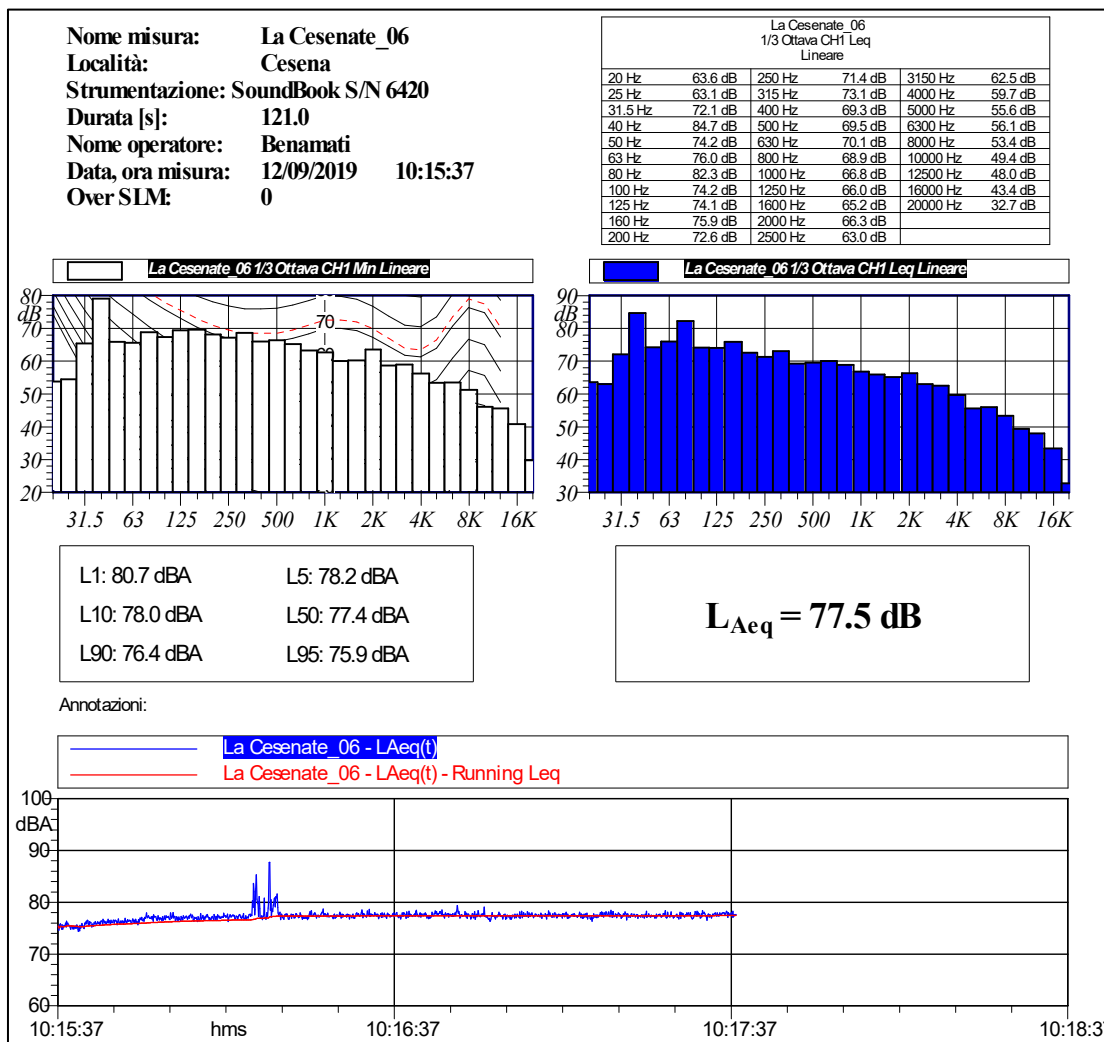 Nome misura: La Cesenate_06
Località: Cesena
Strumentazione: SoundBook S/N 6420
Durata [s]: 121.0
Nome operatore: Benamati
Data, ora misura: 12/09/2019 10:15:37
Over SLM: 0
La Cesenate_06
1/3 Ottava CH1 Leq
Lineare
20 Hz 63.6 dB 250 Hz 71.4 dB 3150 Hz 62.5 dB
25 Hz 63.1 dB 315 Hz 73.1 dB 4000 Hz 59.7 dB
31.5 Hz 72.1 dB 400 Hz 69.3 dB 5000 Hz 55.6 dB
40 Hz 84.7 dB 500 Hz 69.5 dB 6300 Hz 56.1 dB
50 Hz 74.2 dB 630 Hz 70.1 dB 8000 Hz 53.4 dB
63 Hz 76.0 dB 800 Hz 68.9 dB 10000 Hz 49.4 dB
80 Hz 82.3 dB 1000 Hz 66.8 dB 12500 Hz 48.0 dB
100 Hz 74.2 dB 1250 Hz 66.0 dB 16000 Hz 43.4 dB
125 Hz 74.1 dB 1600 Hz 65.2 dB 20000 Hz 32.7 dB
160 Hz 75.9 dB 2000 Hz 66.3 dB
200 Hz 72.6 dB 2500 Hz 63.0 dB
La Cesenate_06 1/3 Ottava CH1 Min Lineare
80
dB
70
60
50
40
30
20
70
31.5 63 125 250 500 1K 2K 4K 8K 16K
La Cesenate_06 1/3 Ottava CH1 Leq Lineare
90
dB
80
70
60
50
40
30
31.5 63 125 250 500 1K 2K 4K 8K 16K
L1: 80.7 dBA L5: 78.2 dBA
L10: 78.0 dBA L50: 77.4 dBA
L90: 76.4 dBA L95: 75.9 dBA
LAeq = 77.5 dB
Annotazioni:
La Cesenate_06 - LAeq(t)
La Cesenate_06 - LAeq(t) - Running Leq
100
dBA
90
80
70
60
10:15:37 hms 10:16:37 10:17:37 10:18:37